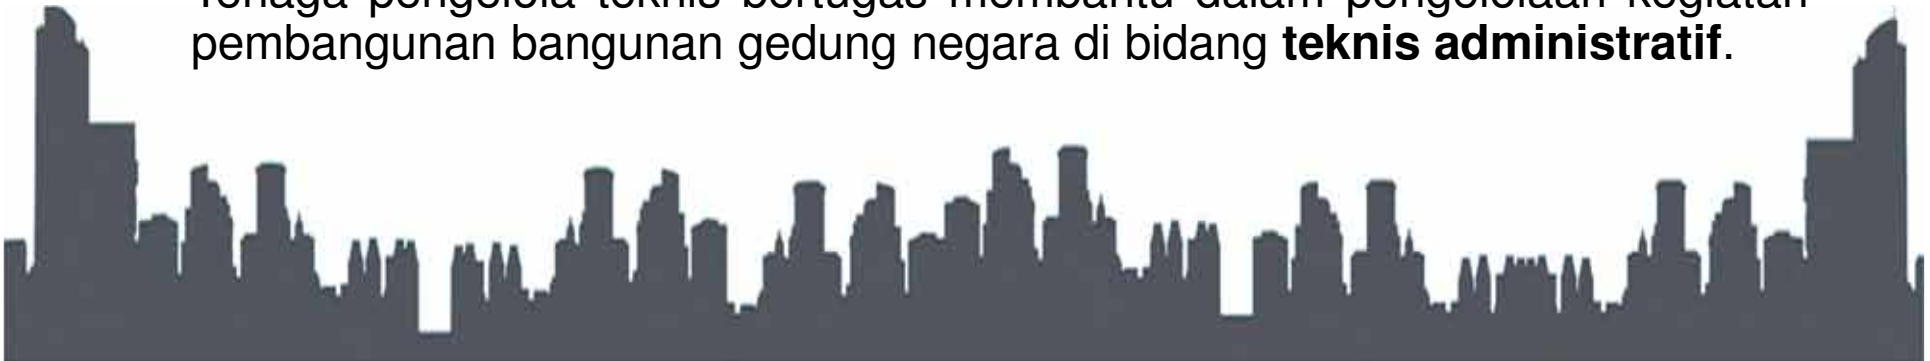 Tenaga pengelola teknis bertugas membantu dalam pengelolaan kegiatan
pembangunan bangunan gedung negara di bidang teknis administratif.